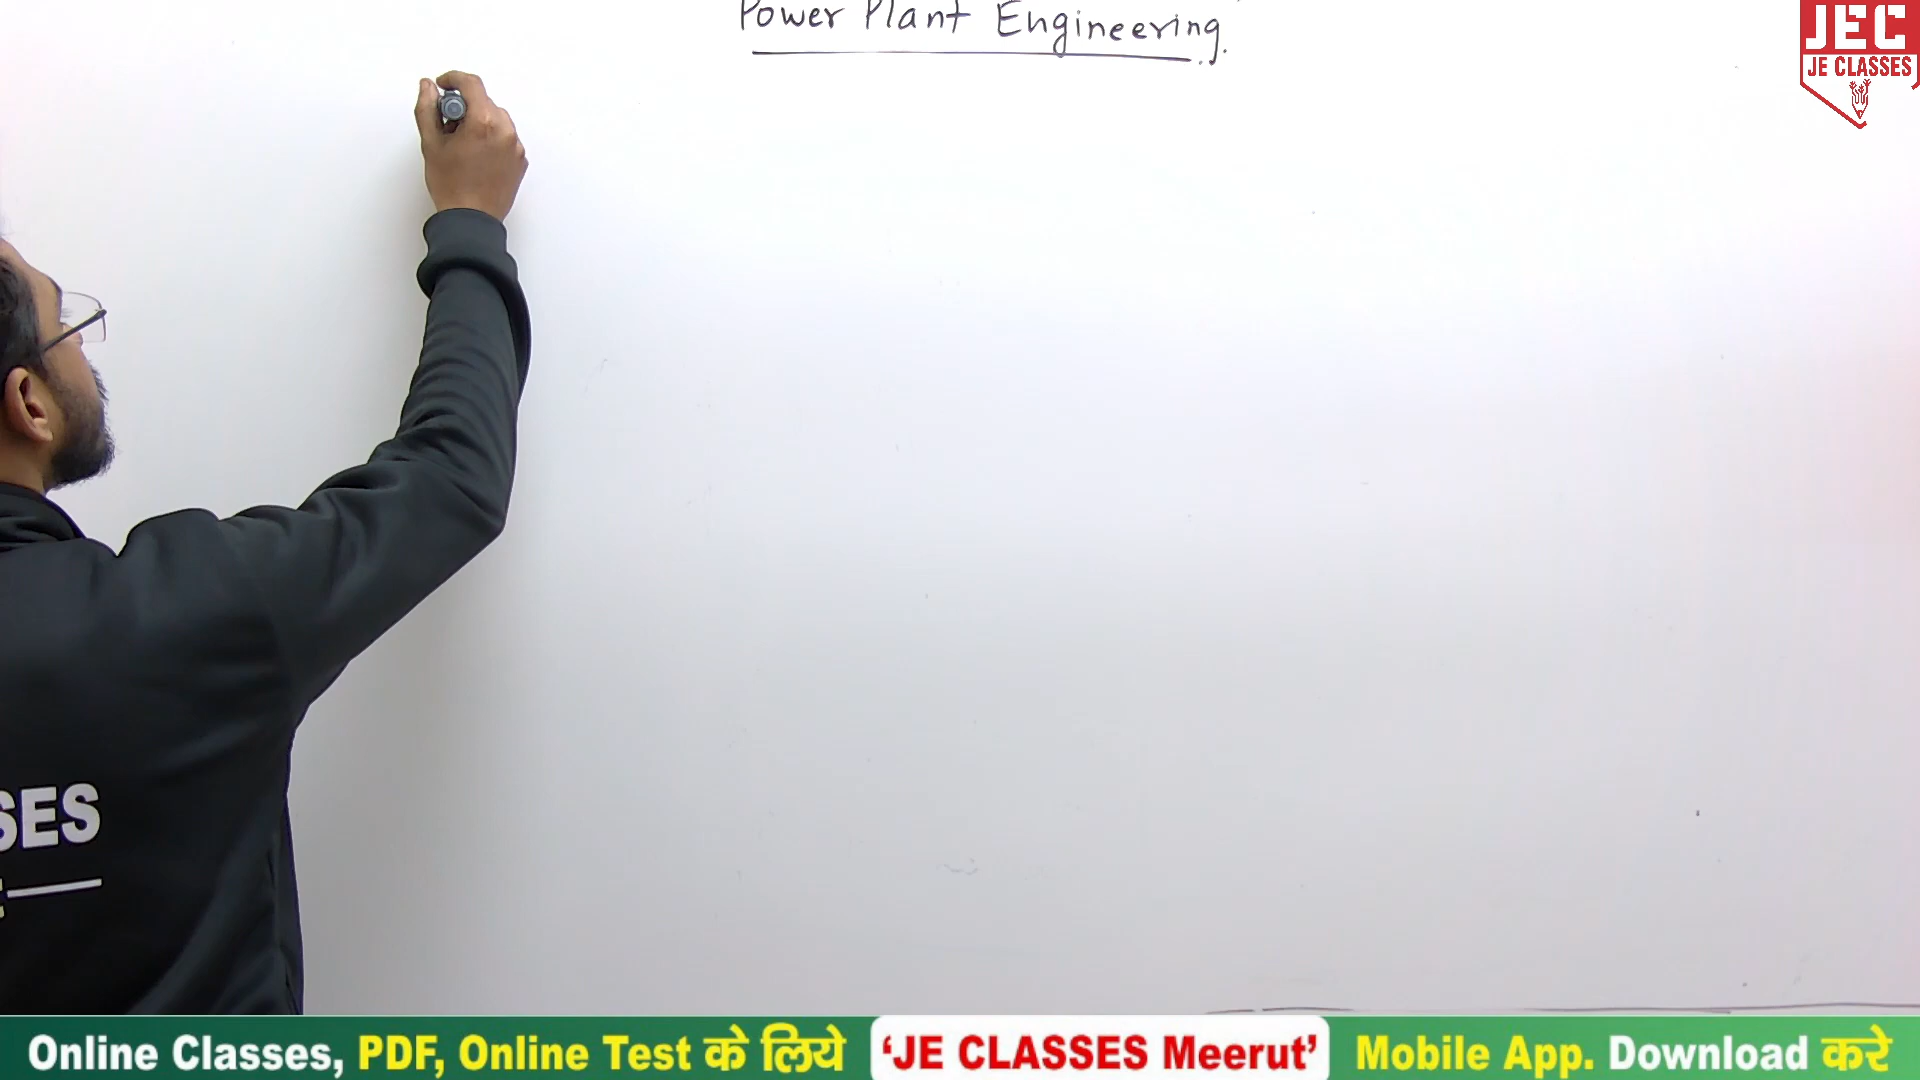 Power Plant Engineering.
JEC
JE CLASSES
SES
Online Classes, PDF, Online Test के लिये 'JE CLASSES Meerut' Mobile App. Download करे